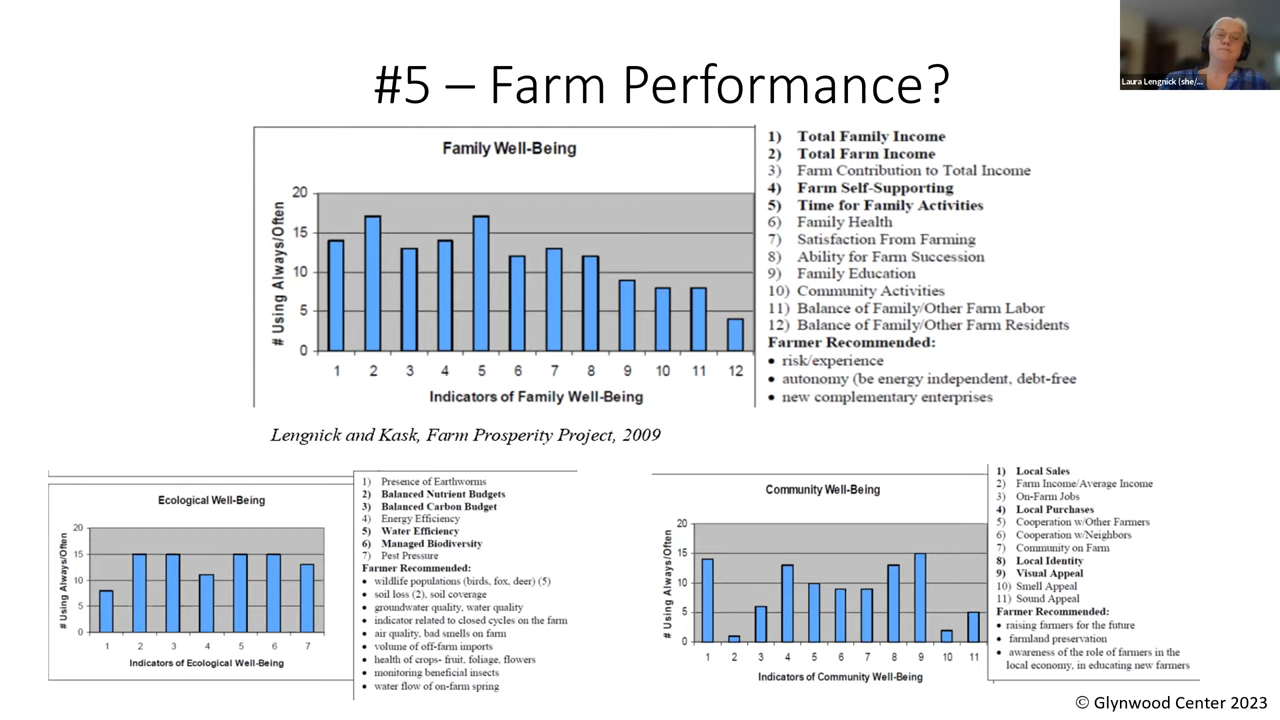 Laura Lengnick (she/...
#5 – Farm Performance?
Family Well-Being
# Using Always/Often
20
15
10
5
0
1 2 3 4 5 6 7 8 9 10 11 12
Indicators of Family Well-Being
1) Total Family Income
2) Total Farm Income
3) Farm Contribution to Total Income
4) Farm Self-Supporting
5) Time for Family Activities
6) Family Health
7) Satisfaction From Farming
8) Ability for Farm Succession
9) Family Education
10) Community Activities
11) Balance of Family/Other Farm Labor
12) Balance of Family/Other Farm Residents
Farmer Recommended:
• risk/experience
• autonomy (be energy independent, debt-free
• new complementary enterprises
Lengnick and Kask, Farm Prosperity Project, 2009
Ecological Well-Being
# Using Always/Often
20
15
10
5
0
1 2 3 4 5 6 7
Indicators of Ecological Well-Being
1) Presence of Earthworms
2) Balanced Nutrient Budgets
3) Balanced Carbon Budget
4) Energy Efficiency
5) Water Efficiency
6) Managed Biodiversity
7) Pest Pressure
Farmer Recommended:
• wildlife populations (birds, fox, deer) (5)
• soil loss (2), soil coverage
• groundwater quality, water quality
• indicator related to closed cycles on the farm
• air quality, bad smells on farm
• volume of off-farm imports
• health of crops- fruit, foliage, flowers
• monitoring beneficial insects
• water flow of on-farm spring
Community Well-Being
# Using Always/Often
20
15
10
5
0
1 2 3 4 5 6 7 8 9 10 11
Indicators of Community Well-Being
1) Local Sales
2) Farm Income/Average Income
3) On-Farm Jobs
4) Local Purchases
5) Cooperation w/Other Farmers
6) Cooperation w/Neighbors
7) Community on Farm
8) Local Identity
9) Visual Appeal
10) Smell Appeal
11) Sound Appeal
Farmer Recommended:
• raising farmers for the future
• farmland preservation
• awareness of the role of farmers in the
local economy, in educating new farmers
© Glynwood Center 2023